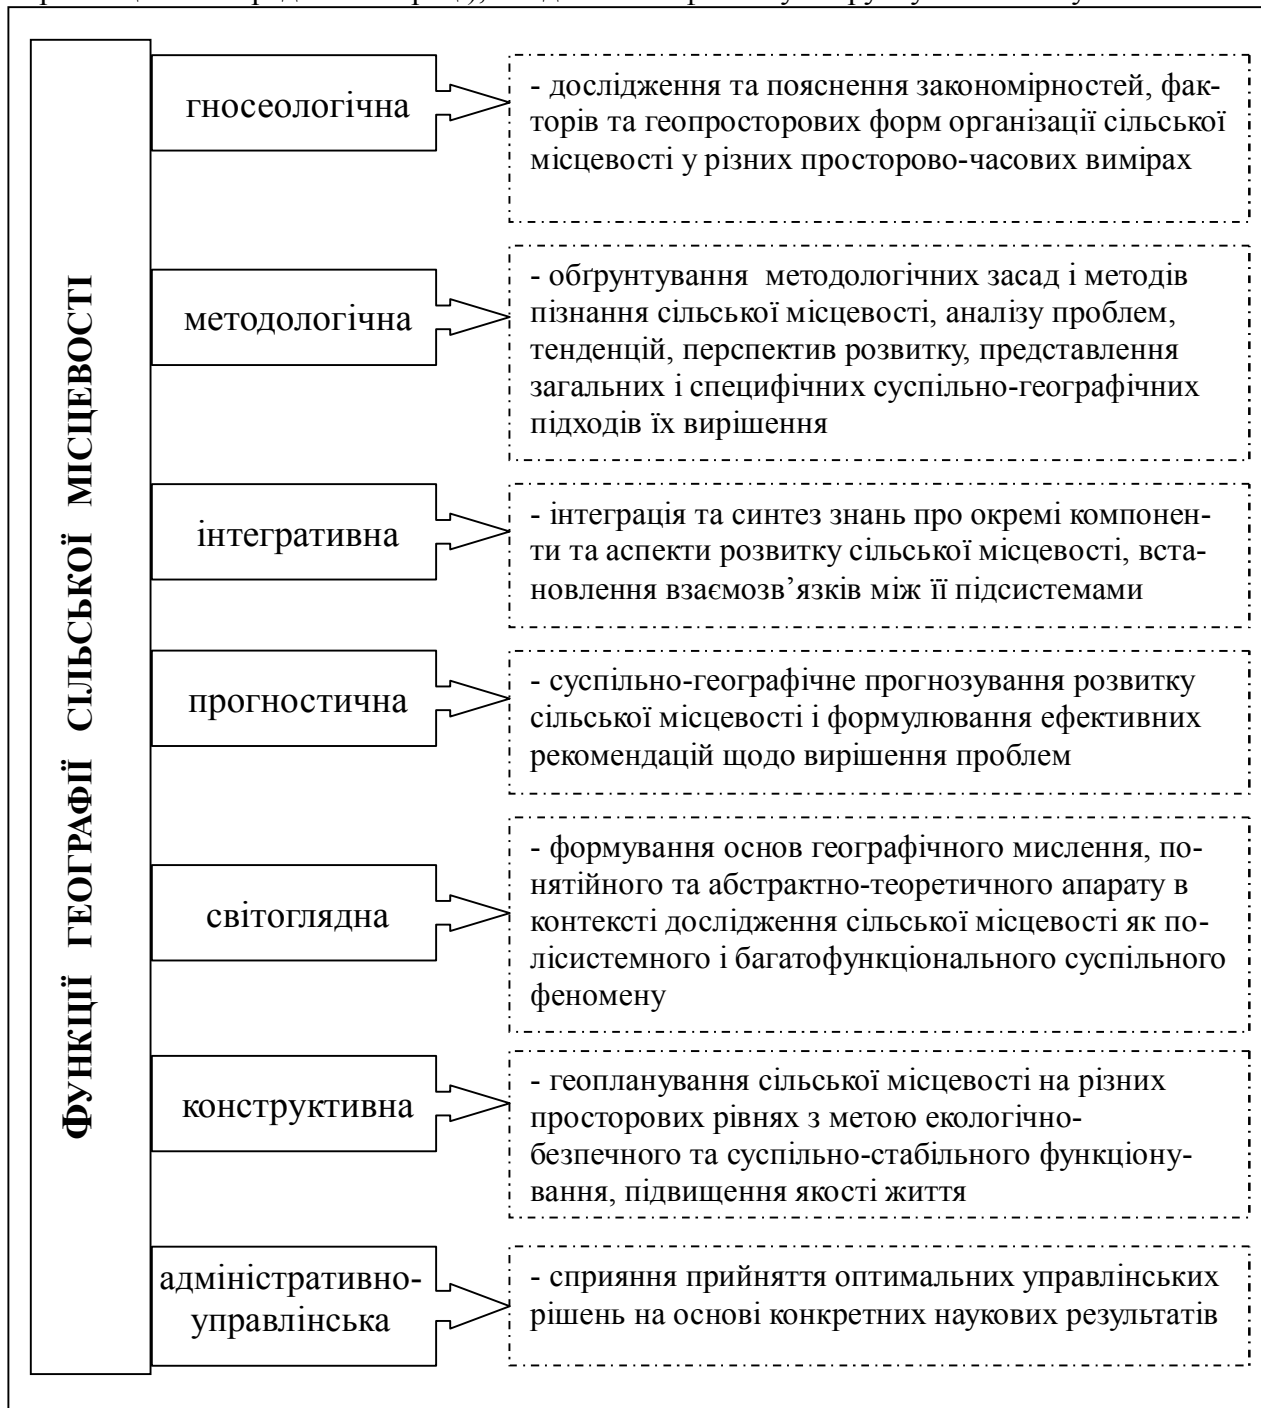 ФУНКЦІЇ ГЕОГРАФІЇ СІЛЬСЬКОЇ МІСЦЕВОСТІ
гносеологічна
- дослідження та пояснення закономірностей, фак-
торів та геопросторових форм організації сільської
місцевості у різних просторово-часових вимірах
методологічна
- обґрунтування методологічних засад і методів
пізнання сільської місцевості, аналізу проблем,
тенденцій, перспектив розвитку, представлення
загальних і специфічних суспільно-географічних
підходів їх вирішення
інтегративна
- інтеграція та синтез знань про окремі компонен-
ти та аспекти розвитку сільської місцевості, вста-
новлення взаємозв’язків між її підсистемами
прогностична
- суспільно-географічне прогнозування розвитку
сільської місцевості і формулювання ефективних
рекомендацій щодо вирішення проблем
світоглядна
- формування основ географічного мислення, по-
нятійного та абстрактно-теоретичного апарату в
контексті дослідження сільської місцевості як по-
лісистемного і багатофункціонального суспільного
феномену
конструктивна
- геопланування сільської місцевості на різних
просторових рівнях з метою екологічно-
безпечного та суспільно-стабільного функціону-
вання, підвищення якості життя
адміністративно-
управлінська
- сприяння прийняття оптимальних управлінських
рішень на основі конкретних наукових результатів